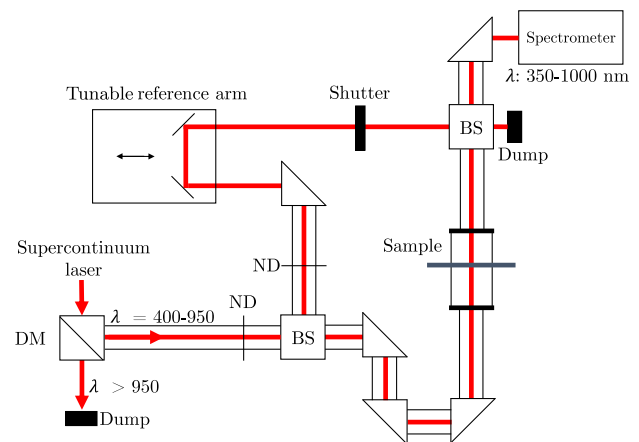 Spectrometer
λ: 350-1000 nm
Tunable reference arm
Shutter
BS
Dump
Sample
ND
Supercontinuum
laser
ND
λ = 400-950
DM
BS
λ > 950
Dump